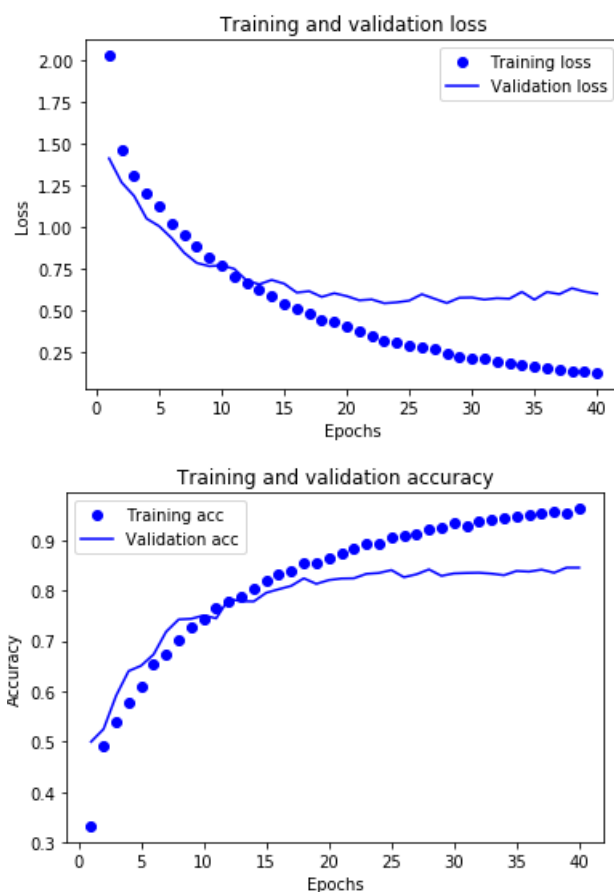 Training and validation loss
Training loss
Validation loss
2.00
1.75
1.50
1.25
1.00
0.75
0.50
0.25
Loss
0 5 10 15 20 25 30 35 40
Epochs
Training and validation accuracy
Training acc
Validation acc
0.9
0.8
0.7
0.6
0.5
0.4
0.3
Accuracy
0 5 10 15 20 25 30 35 40
Epochs